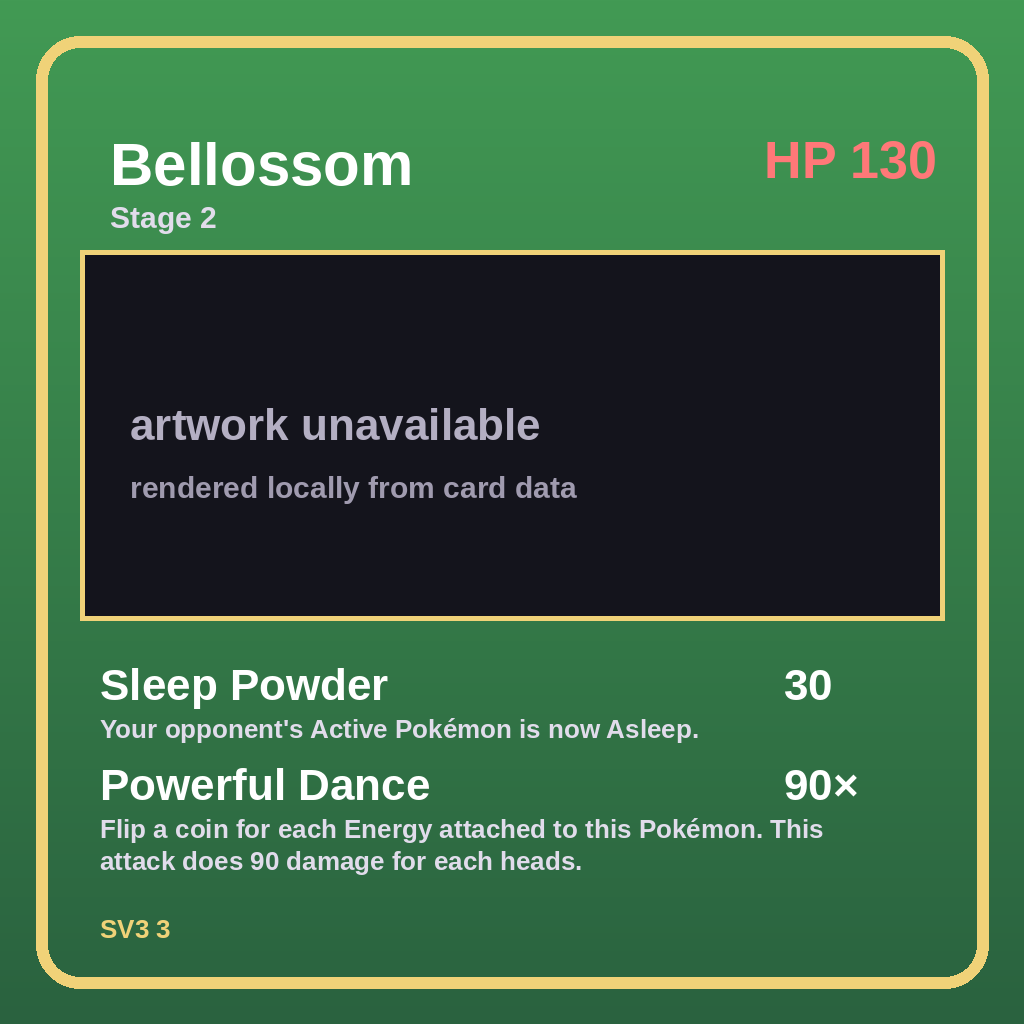 Bellossom
HP 130
Stage 2
artwork unavailable
rendered locally from card data
Sleep Powder 30
Your opponent's Active Pokémon is now Asleep.
Powerful Dance 90×
Flip a coin for each Energy attached to this Pokémon. This
attack does 90 damage for each heads.
SV3 3